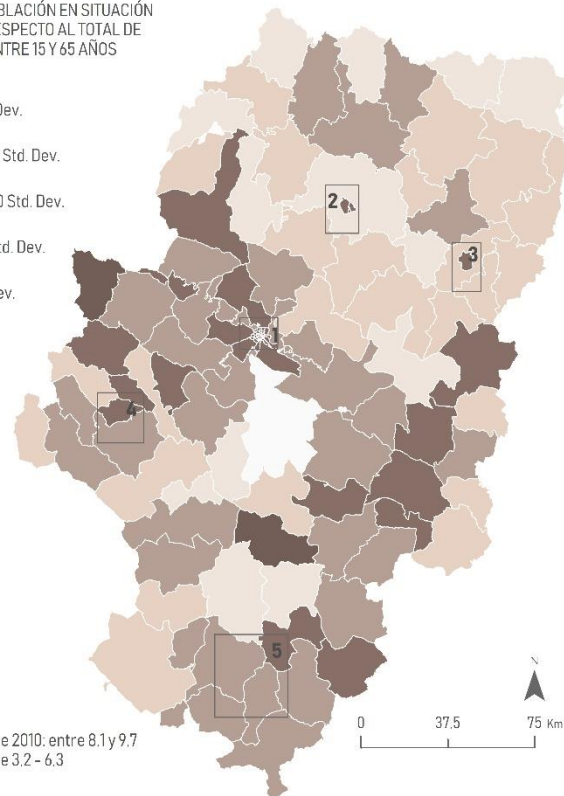 BLACIÓN EN SITUACIÓN
ESPECTO AL TOTAL DE
NTRE 15 Y 65 AÑOS
Dev.
Std. Dev.
0 Std. Dev.
td. Dev.
ev.
1
2
3
4
5
N
0 37.5 75 Km
e 2010: entre 8.1 y 9.7
e 3.2 - 6.3